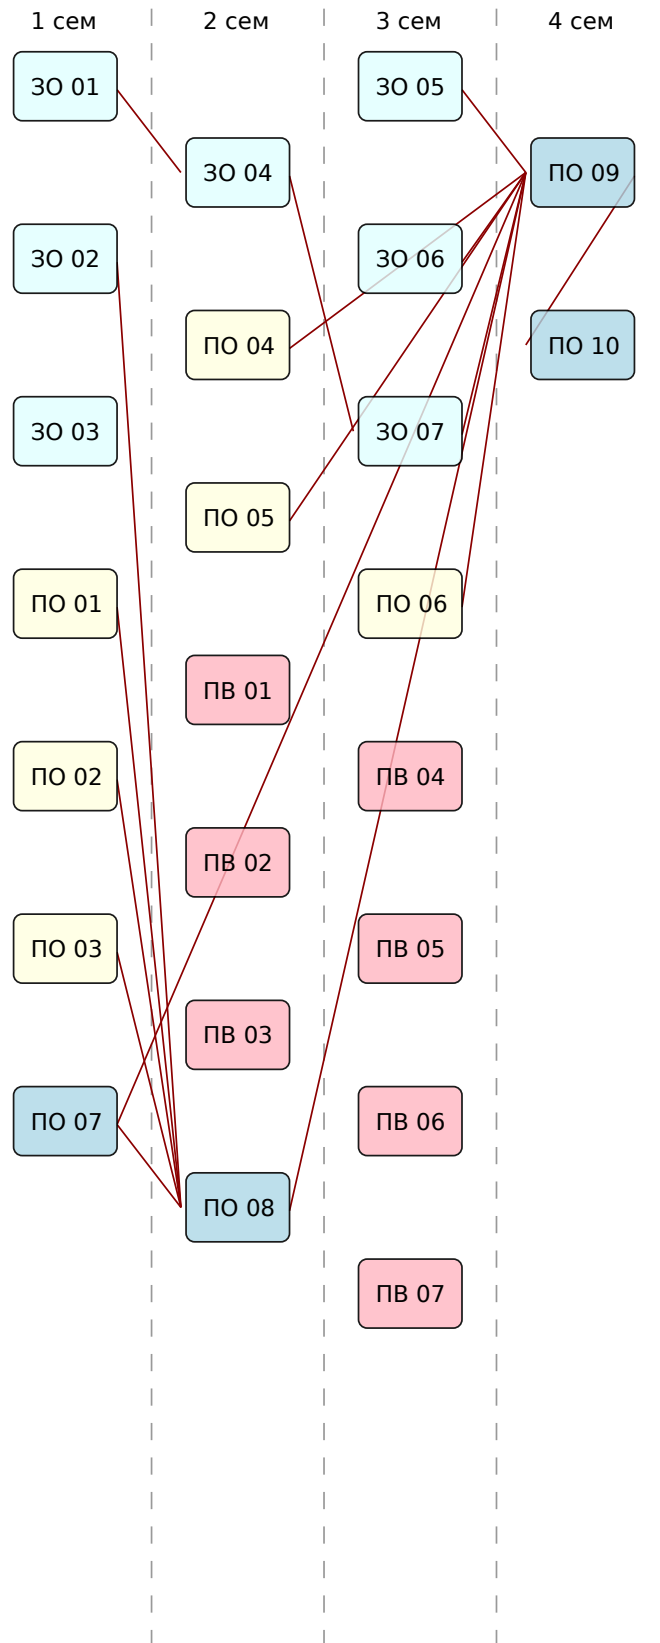 1 сем 2 сем 3 сем 4 сем
ЗО 01 ЗО 05
ЗО 04 ПО 09
ЗО 02 ЗО 06
ПО 04 ПО 10
ЗО 03 ЗО 07
ПО 05
ПО 01 ПО 06
ПВ 01
ПО 02 ПВ 04
ПВ 02
ПО 03 ПВ 05
ПВ 03
ПО 07 ПВ 06
ПО 08
ПВ 07